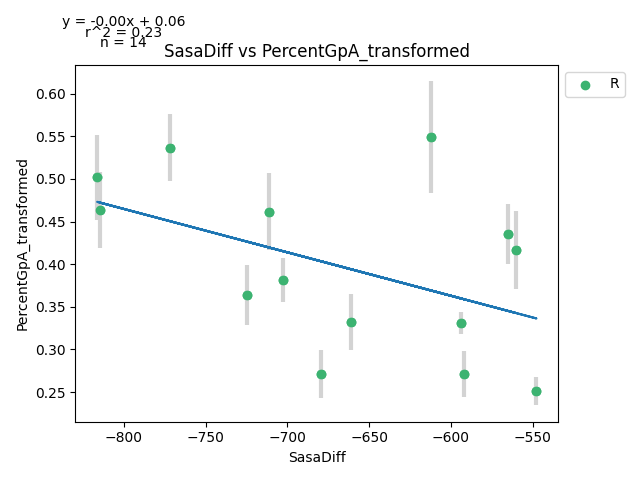 y = -0.00x + 0.06
r^2 = 0.23
n = 14
SasaDiff vs PercentGpA_transformed
R
PercentGpA_transformed
0.60
0.55
0.50
0.45
0.40
0.35
0.30
0.25
−800
−750
−700
−650
−600
−550
SasaDiff